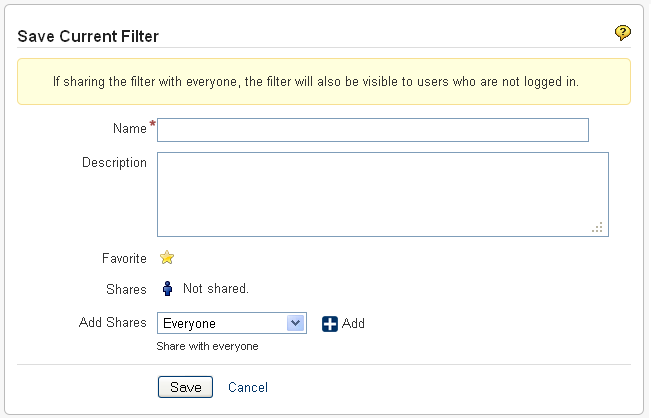 Save Current Filter
?
If sharing the filter with everyone, the filter will also be visible to users who are not logged in.
Name *
Description
Favorite
Shares Not shared.
Add Shares Everyone Add
Share with everyone
Save Cancel